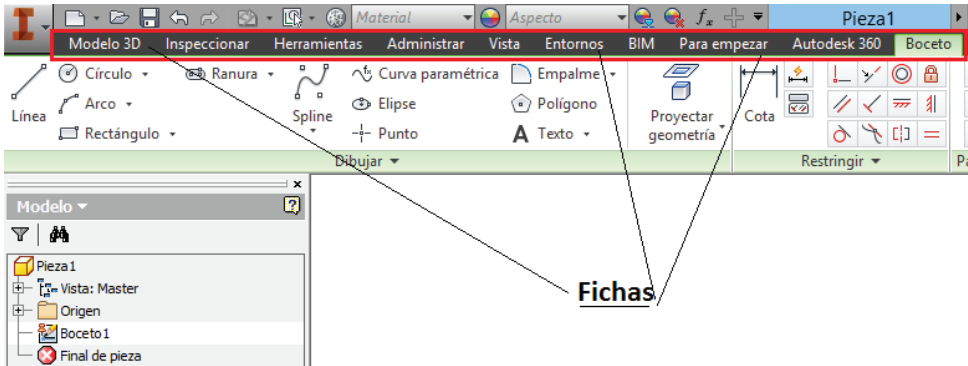 Material Aspecto fx Pieza1
Modelo 3D Inspeccionar Herramientas Administrar Vista Entornos BIM Para empezar Autodesk 360 Boceto
Círculo Ranura Curva paramétrica Empalme
Arco Elipse Polígono
Línea Spline Proyectar geometría Cota
Rectángulo Punto A Texto
Dibujar Restringir Pa
Modelo
Pieza1
Vista: Master
Origen
Boceto1
Final de pieza
Fichas